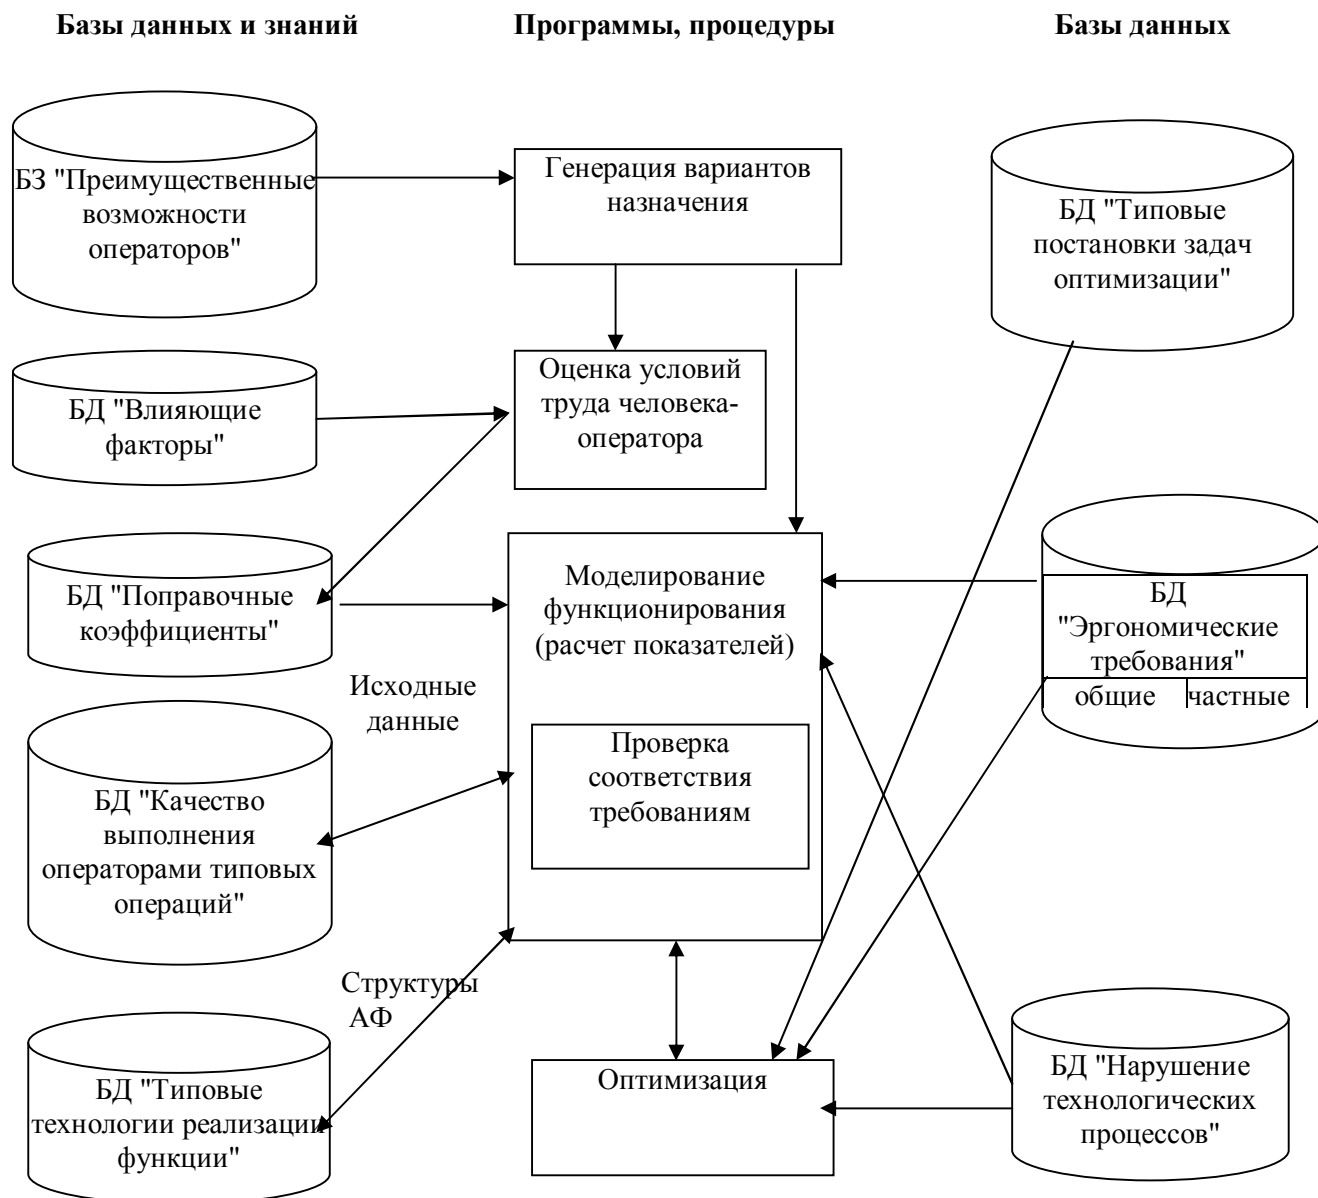 Базы данных и знаний
Программы, процедуры
Базы данных
БЗ "Преимущественные
возможности
операторов"
Генерация вариантов
назначения
БД "Типовые
постановки задач
оптимизации"
БД "Влияющие
факторы"
Оценка условий
труда человека-
оператора
БД "Поправочные
коэффициенты"
Моделирование
функционирования
(расчет показателей)
БД
"Эргономические
требования"
общие
частные
Исходные
данные
Проверка
соответствия
требованиям
БД "Качество
выполнения
операторами типовых
операций"
Структуры
АФ
БД "Типовые
технологии реализации
функции"
Оптимизация
БД "Нарушение
технологических
процессов"